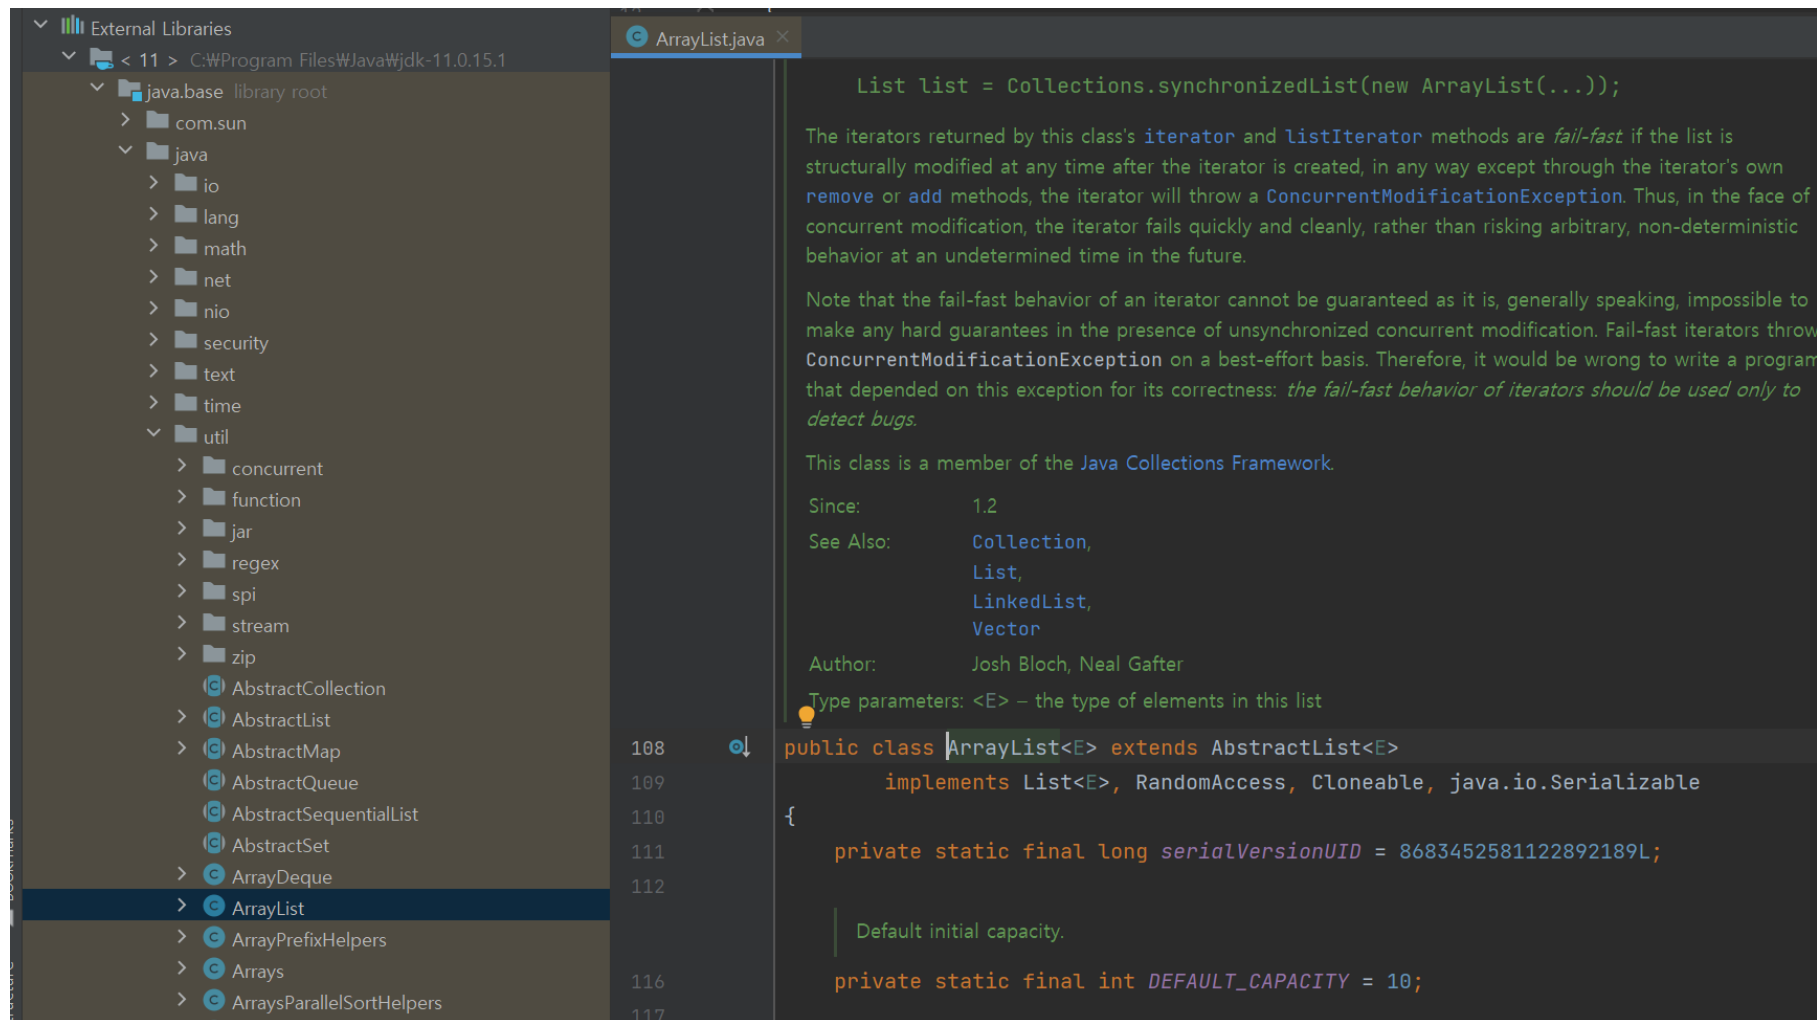 External Libraries
< 11 > C:₩Program Files₩Java₩jdk-11.0.15.1
java.base library root
com.sun
java
io
lang
math
net
nio
security
text
time
util
concurrent
function
jar
regex
spi
stream
zip
AbstractCollection
AbstractList
AbstractMap
AbstractQueue
AbstractSequentialList
AbstractSet
ArrayDeque
ArrayList
ArrayPrefixHelpers
Arrays
ArraysParallelSortHelpers
ArrayList.java
List list = Collections.synchronizedList(new ArrayList(...));
The iterators returned by this class's iterator and listIterator methods are fail-fast: if the list is
structurally modified at any time after the iterator is created, in any way except through the iterator's own
remove or add methods, the iterator will throw a ConcurrentModificationException. Thus, in the face of
concurrent modification, the iterator fails quickly and cleanly, rather than risking arbitrary, non-deterministic
behavior at an undetermined time in the future.
Note that the fail-fast behavior of an iterator cannot be guaranteed as it is, generally speaking, impossible to
make any hard guarantees in the presence of unsynchronized concurrent modification. Fail-fast iterators throw
ConcurrentModificationException on a best-effort basis. Therefore, it would be wrong to write a program
that depended on this exception for its correctness: the fail-fast behavior of iterators should be used only to
detect bugs.
This class is a member of the Java Collections Framework.
Since: 1.2
See Also: Collection,
List,
LinkedList,
Vector
Author: Josh Bloch, Neal Gafter
Type parameters: <E> – the type of elements in this list
108 public class ArrayList<E> extends AbstractList<E>
109 implements List<E>, RandomAccess, Cloneable, java.io.Serializable
110 {
111 private static final long serialVersionUID = 8683452581122892189L;
112
Default initial capacity.
116 private static final int DEFAULT_CAPACITY = 10;
117